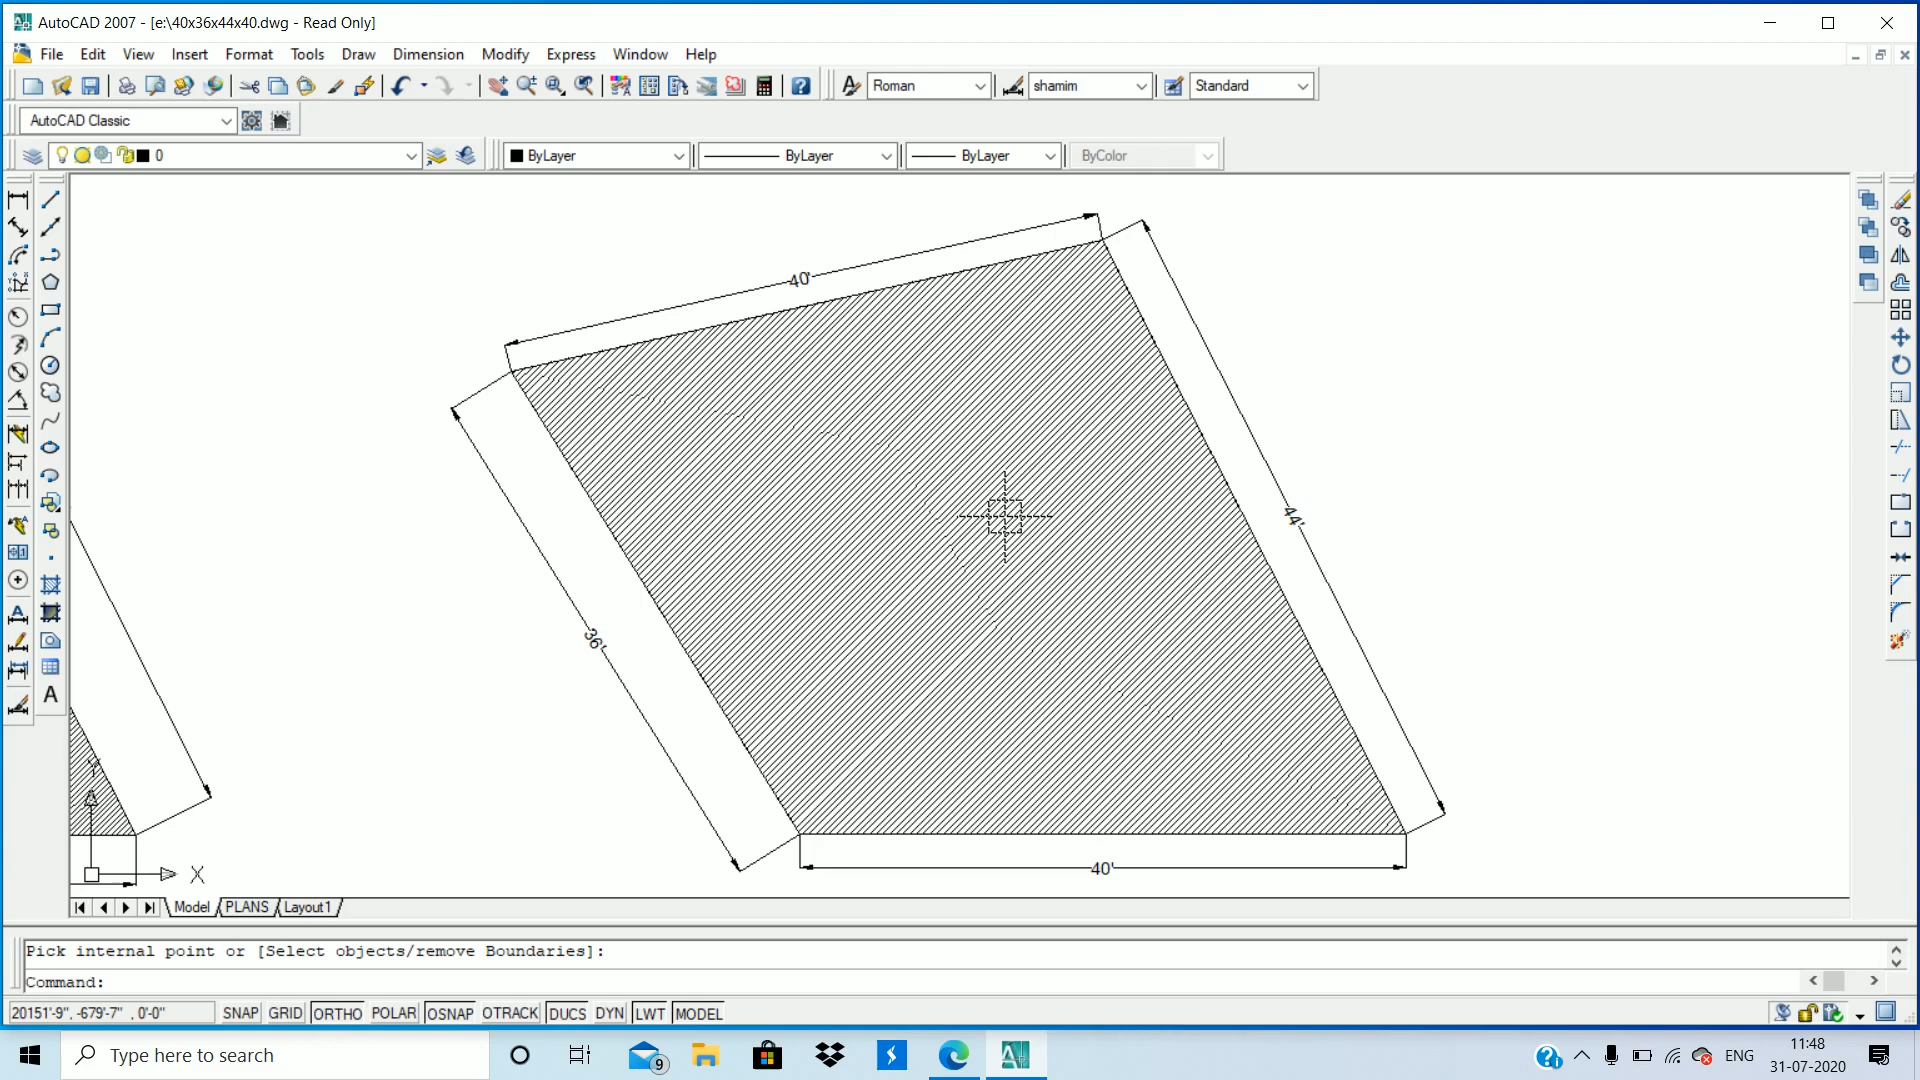 AutoCAD 2007 - [e:\40x36x44x40.dwg - Read Only]
File Edit View Insert Format Tools Draw Dimension Modify Express Window Help
Roman shamim Standard
AutoCAD Classic
0 ByLayer ByLayer ByLayer ByColor
40'
44'
36'
40'
Y
X
Model PLANS Layout1
Pick internal point or [Select objects/remove Boundaries]:
Command:
20151'-9", -679'-7" , 0'-0" SNAP GRID ORTHO POLAR OSNAP OTRACK DUCS DYN LWT MODEL
Type here to search 9 ENG 11:48
31-07-2020